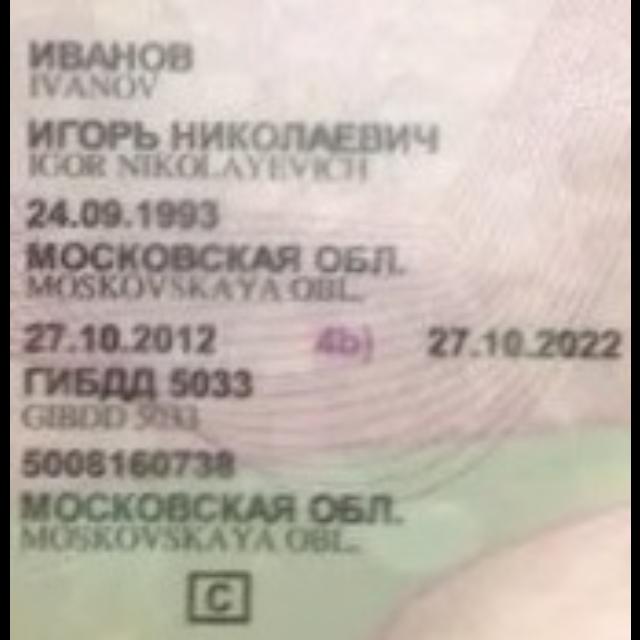 ИВАНОВ
IVANOV
ИГОРЬ НИКОЛАЕВИЧ
IGOR NIKOLAYEVICH
24.09.1993
МОСКОВСКАЯ ОБЛ.
MOSKOVSKAYA OBL.
27.10.2012 4b) 27.10.2022
ГИБДД 5033
GIBDD 5033
5008160738
МОСКОВСКАЯ ОБЛ.
MOSKOVSKAYA OBL.
C